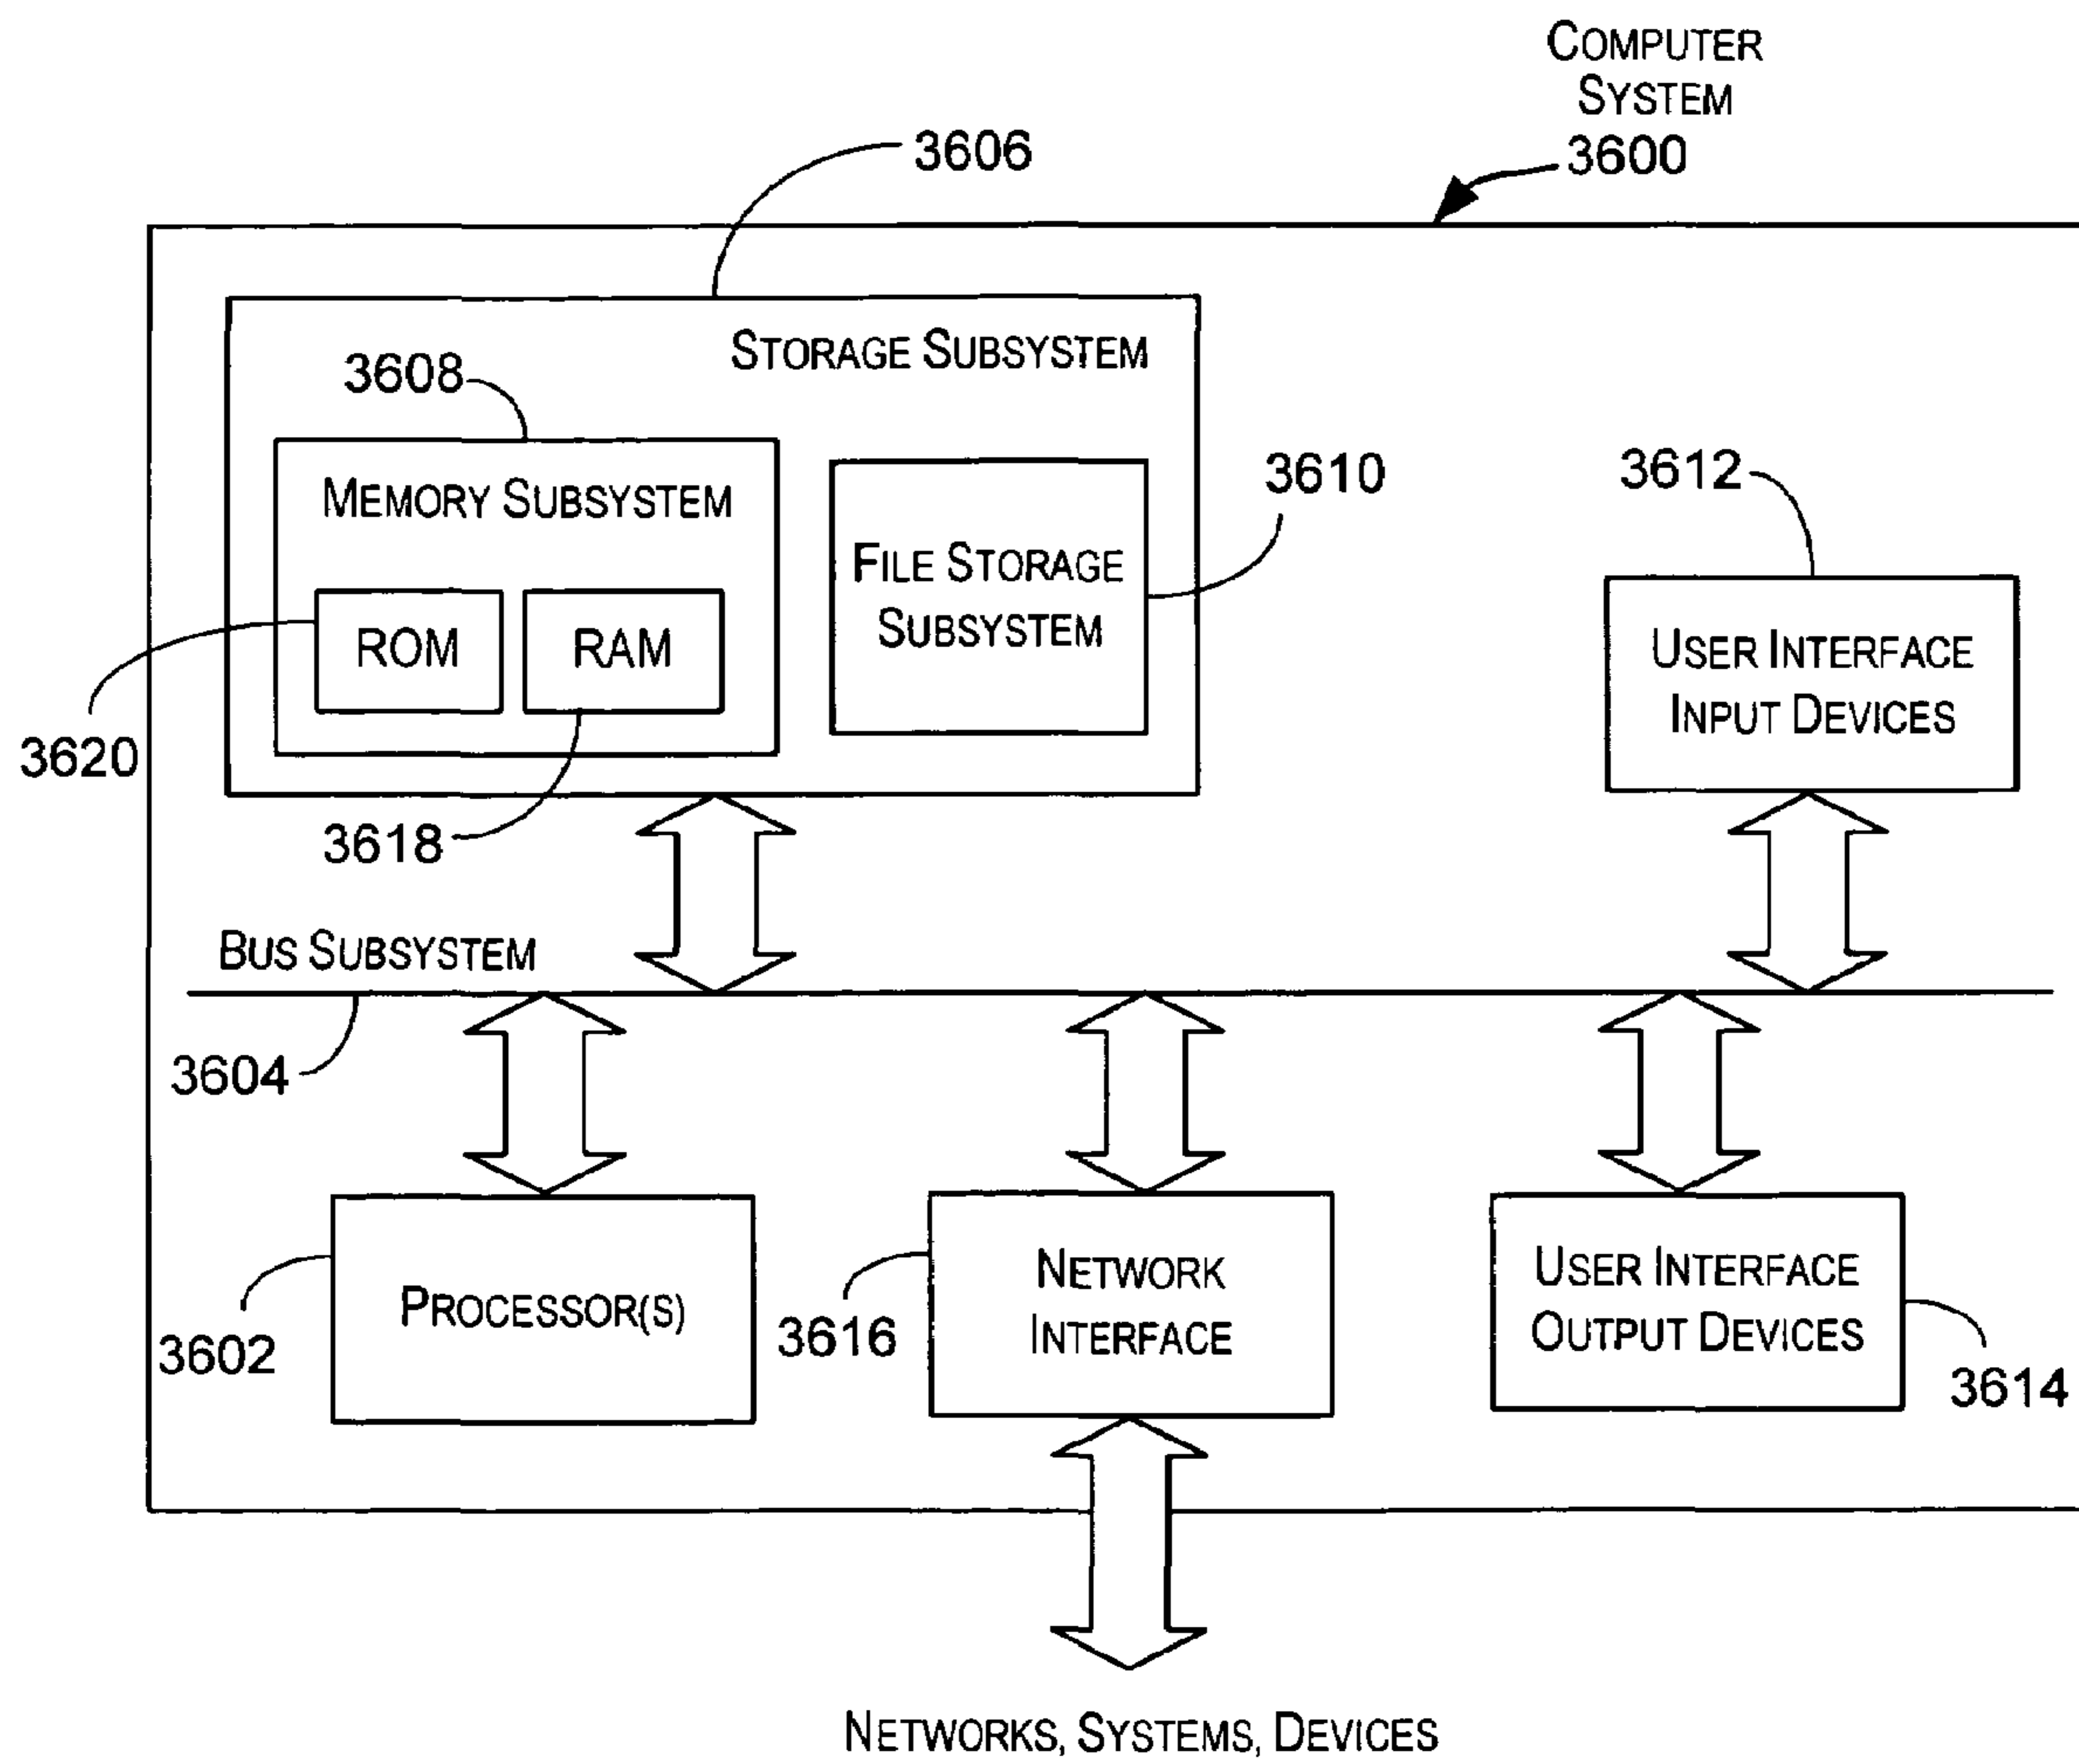 COMPUTER
SYSTEM
3600
3606
STORAGE SUBSYSTEM
3608
MEMORY SUBSYSTEM
3610
3612
FILE STORAGE
SUBSYSTEM
ROM
RAM
USER INTERFACE
INPUT DEVICES
3620
3618
BUS SUBSYSTEM
3604
PROCESSOR(S)
3602
NETWORK
INTERFACE
3616
USER INTERFACE
OUTPUT DEVICES
3614
NETWORKS, SYSTEMS, DEVICES